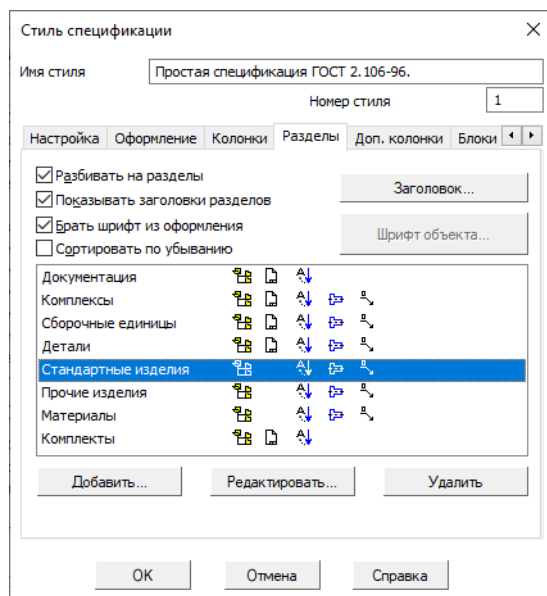 Стиль спецификации
Имя стиля Простая спецификация ГОСТ 2.106-96.
Номер стиля 1
Настройка Оформление Колонки Разделы Доп. колонки Блоки
Разбивать на разделы
Заголовок...
Показывать заголовки разделов
Брать шрифт из оформления
Шрифт объекта...
Сортировать по убыванию
Документация
Комплексы
Сборочные единицы
Детали
Стандартные изделия
Прочие изделия
Материалы
Комплекты
Добавить... Редактировать... Удалить
OK Отмена Справка